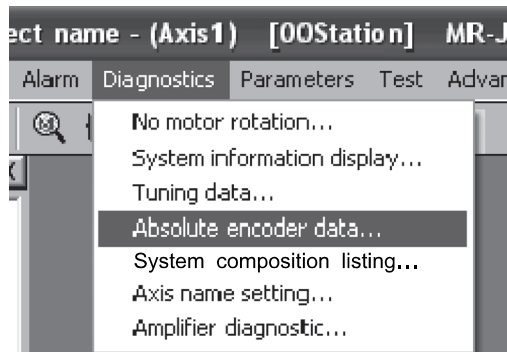 ect name - (Axis1) [00Station] MR-J
Alarm Diagnostics Parameters Test Advan
No motor rotation...
System information display...
Tuning data...
Absolute encoder data...
System composition listing...
Axis name setting...
Amplifier diagnostic...